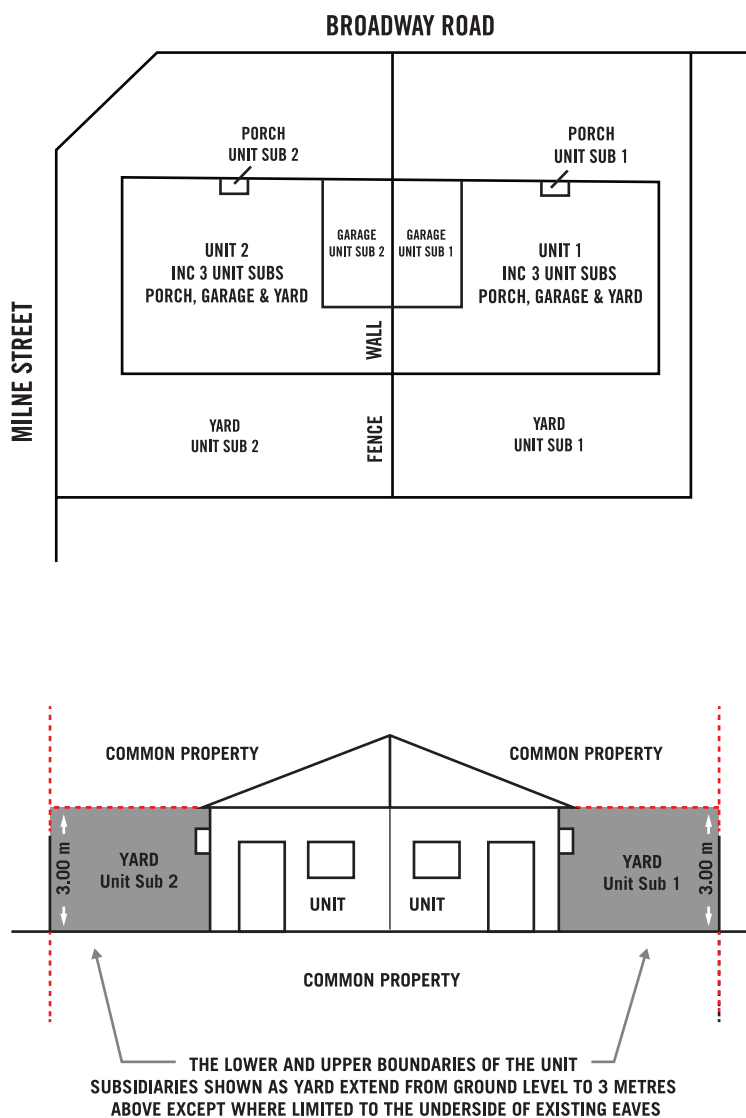 BROADWAY ROAD
PORCH
UNIT SUB 2
PORCH
UNIT SUB 1
GARAGE
UNIT SUB 2
GARAGE
UNIT SUB 1
UNIT 2
INC 3 UNIT SUBS
PORCH, GARAGE & YARD
UNIT 1
INC 3 UNIT SUBS
PORCH, GARAGE & YARD
MILNE STREET
WALL
FENCE
YARD
UNIT SUB 2
YARD
UNIT SUB 1
COMMON PROPERTY
COMMON PROPERTY
3.00 m
YARD
Unit Sub 2
UNIT
UNIT
YARD
Unit Sub 1
3.00 m
COMMON PROPERTY
THE LOWER AND UPPER BOUNDARIES OF THE UNIT
SUBSIDIARIES SHOWN AS YARD EXTEND FROM GROUND LEVEL TO 3 METRES
ABOVE EXCEPT WHERE LIMITED TO THE UNDERSIDE OF EXISTING EAVES